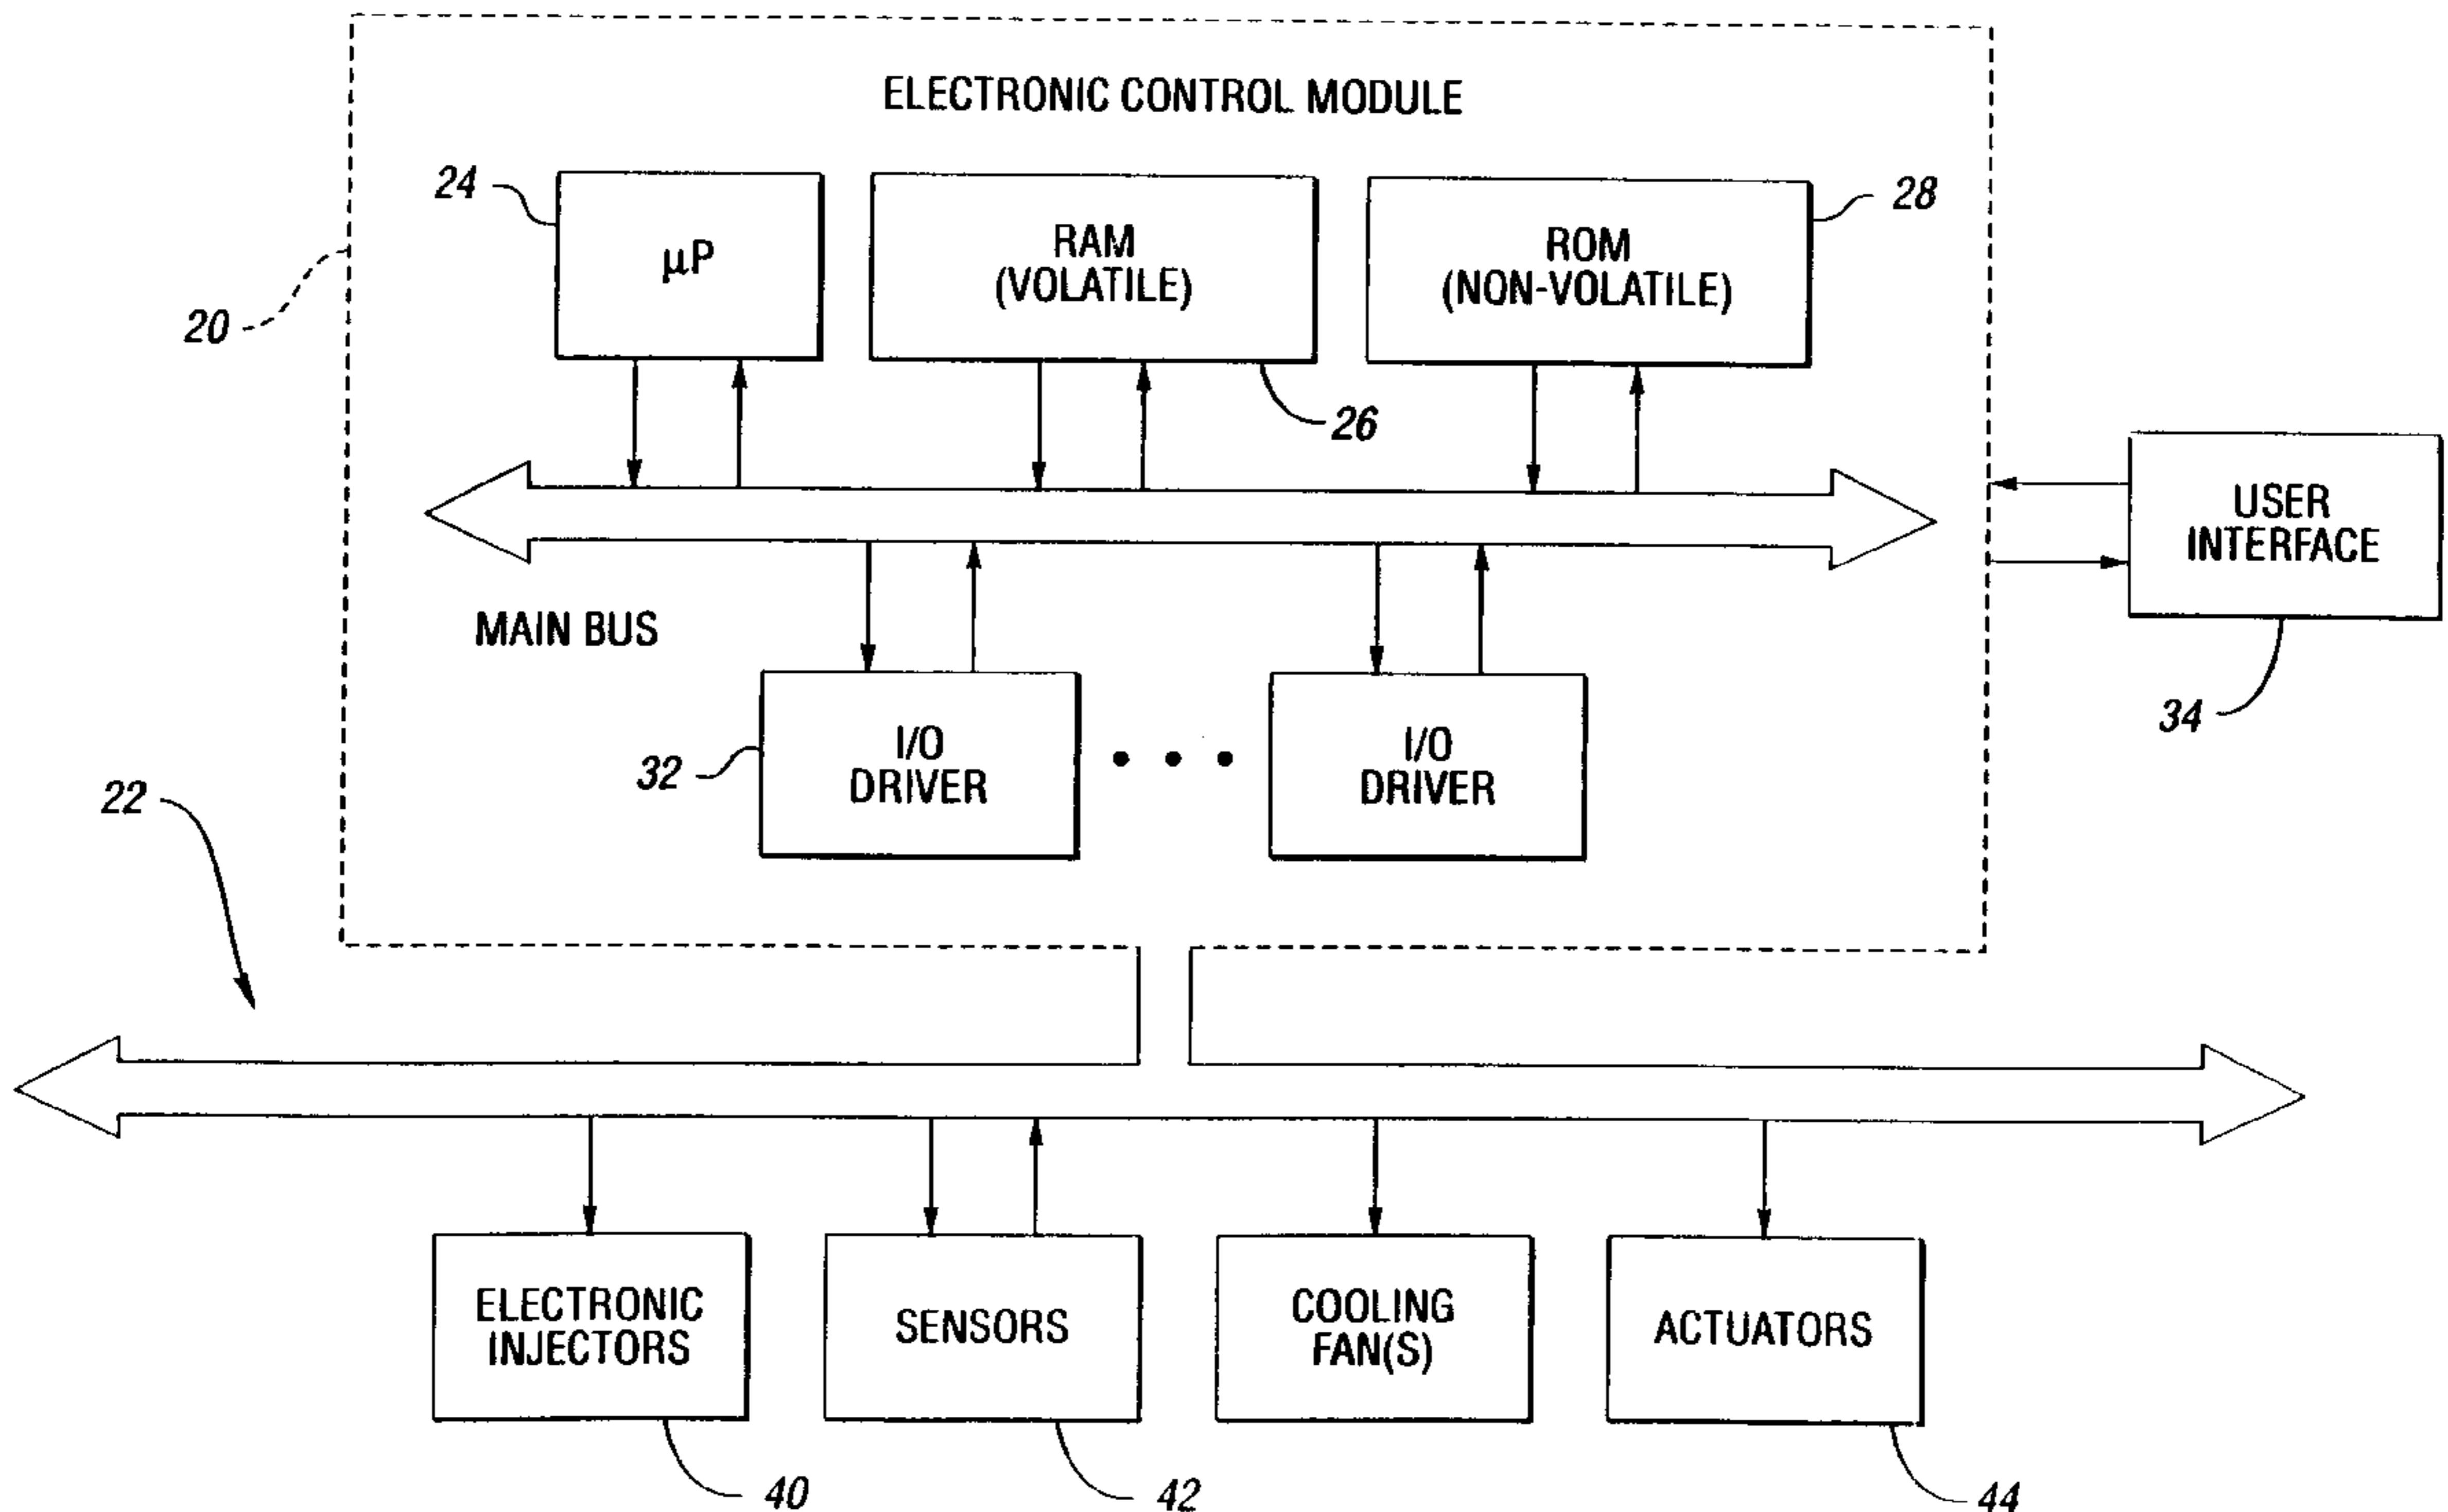 ELECTRONIC CONTROL MODULE
24
28
µP
RAM
(VOLATILE)
ROM
(NON-VOLATILE)
20
26
USER
INTERFACE
MAIN BUS
34
32
I/O
DRIVER
I/O
DRIVER
22
ELECTRONIC
INJECTORS
SENSORS
COOLING
FAN(S)
ACTUATORS
40
42
44